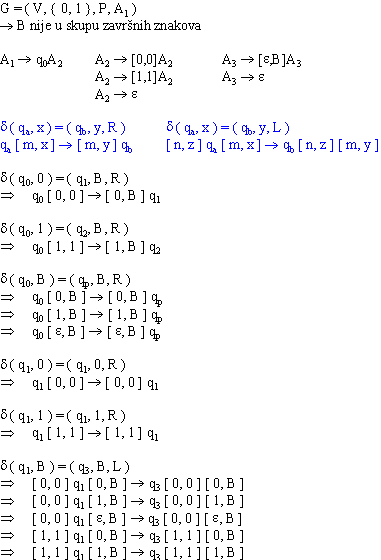 G = ( V, { 0, 1 }, P, A₁ )
→ B nije u skupu završnih znakova
A₁ → q₀A₂ A₂ → [0,0]A₂ A₃ → [ε,B]A₃
A₂ → [1,1]A₂ A₃ → ε
A₂ → ε
δ( qₐ, x ) = ( q_b, y, R ) δ( qₐ, x ) = ( q_b, y, L )
qₐ [ m, x ] → [ m, y ] q_b [ n, z ] qₐ [ m, x ] → q_b [ n, z ] [ m, y ]
δ( q₀, 0 ) = ( q₁, B, R )
⇒ q₀ [ 0, 0 ] → [ 0, B ] q₁
δ( q₀, 1 ) = ( q₂, B, R )
⇒ q₀ [ 1, 1 ] → [ 1, B ] q₂
δ( q₀, B ) = ( qₚ, B, R )
⇒ q₀ [ 0, B ] → [ 0, B ] qₚ
⇒ q₀ [ 1, B ] → [ 1, B ] qₚ
⇒ q₀ [ ε, B ] → [ ε, B ] qₚ
δ( q₁, 0 ) = ( q₁, 0, R )
⇒ q₁ [ 0, 0 ] → [ 0, 0 ] q₁
δ( q₁, 1 ) = ( q₁, 1, R )
⇒ q₁ [ 1, 1 ] → [ 1, 1 ] q₁
δ( q₁, B ) = ( q₃, B, L )
⇒ [ 0, 0 ] q₁ [ 0, B ] → q₃ [ 0, 0 ] [ 0, B ]
⇒ [ 0, 0 ] q₁ [ 1, B ] → q₃ [ 0, 0 ] [ 1, B ]
⇒ [ 0, 0 ] q₁ [ ε, B ] → q₃ [ 0, 0 ] [ ε, B ]
⇒ [ 1, 1 ] q₁ [ 0, B ] → q₃ [ 1, 1 ] [ 0, B ]
⇒ [ 1, 1 ] q₁ [ 1, B ] → q₃ [ 1, 1 ] [ 1, B ]